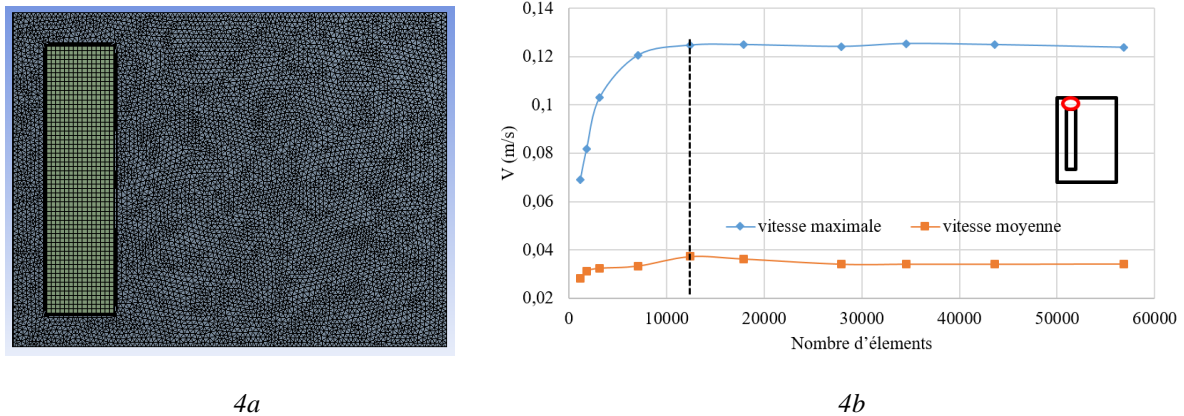 0,14
0,12
0,1
0,08
0,06
0,04
0,02
V (m/s)
vitesse maximale vitesse moyenne
0 10000 20000 30000 40000 50000 60000
Nombre d'élements
4a 4b